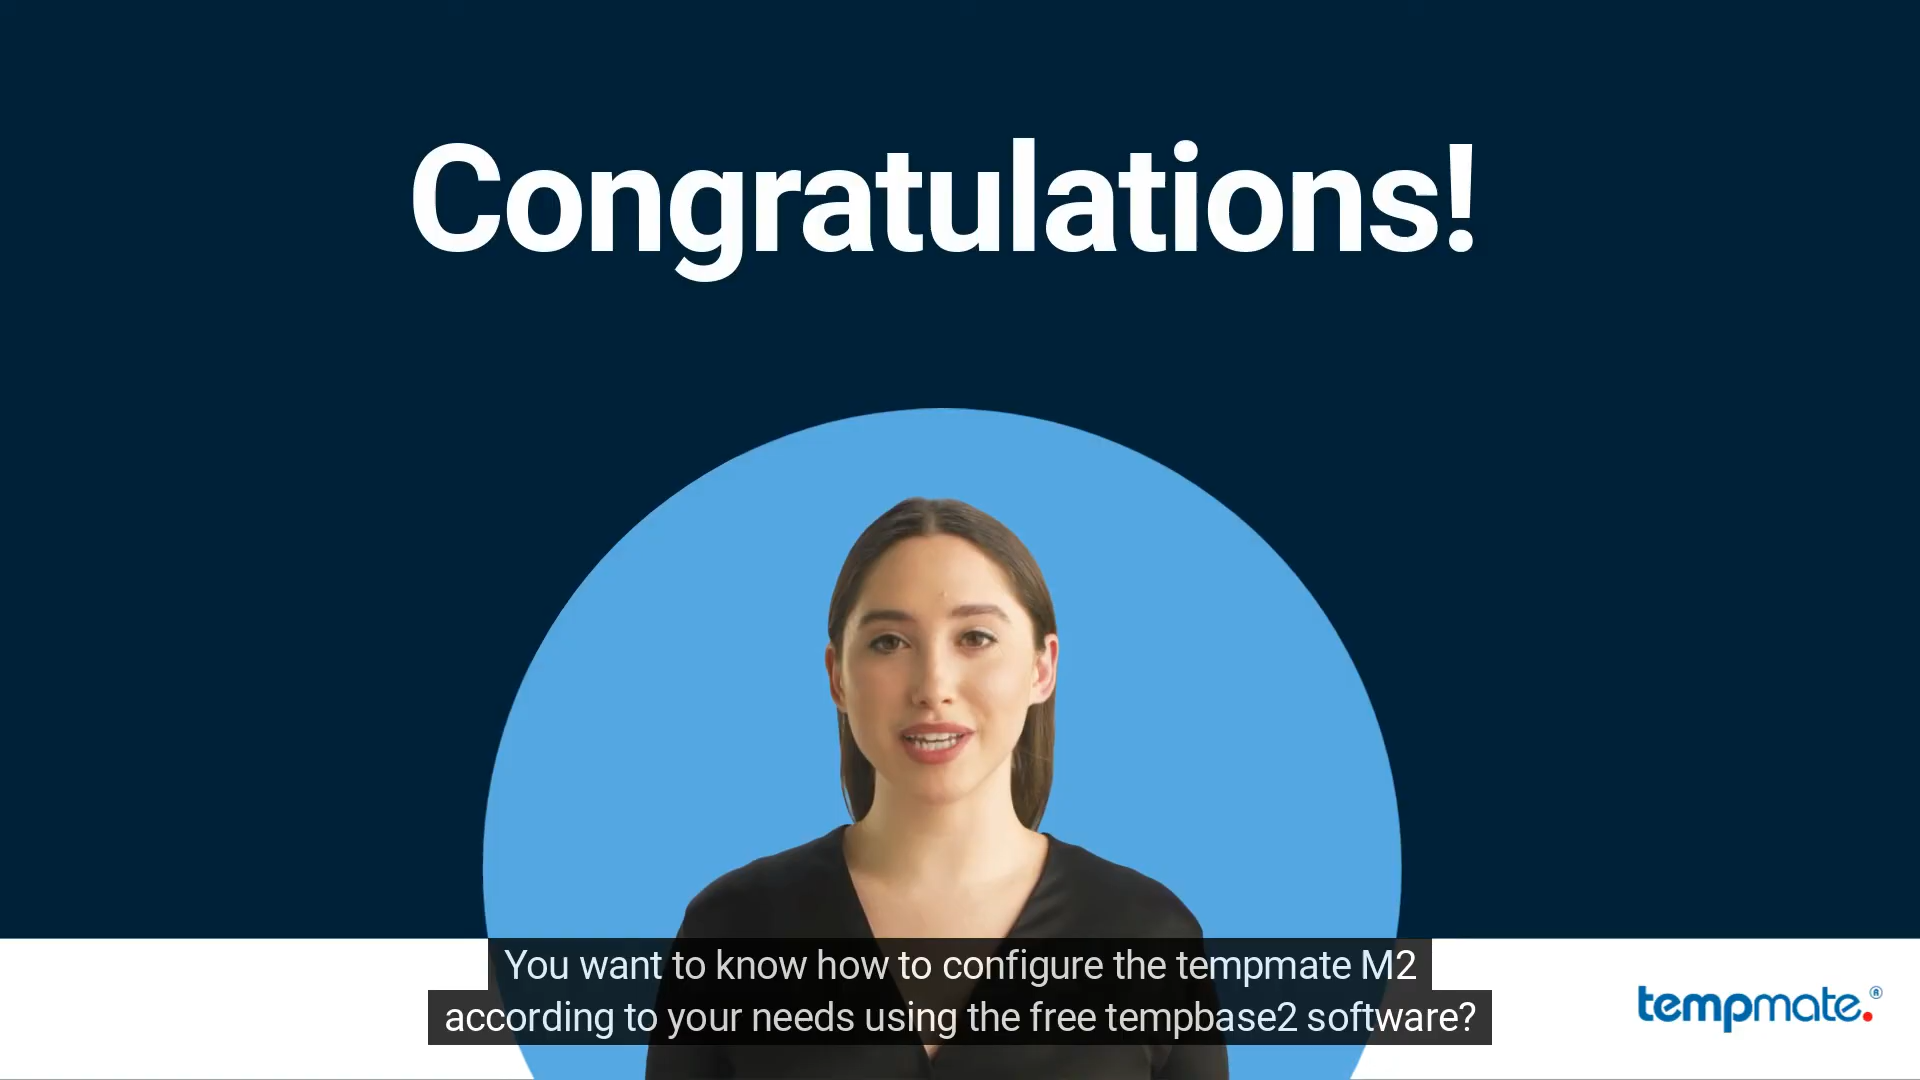 Congratulations!
You want to know how to configure the tempmate M2
according to your needs using the free tempbase2 software?
tempmate.®